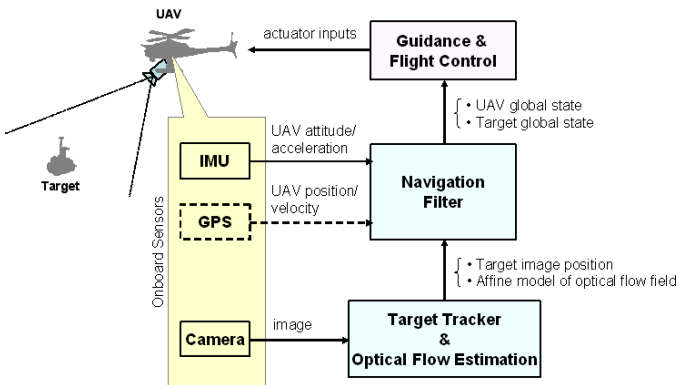 UAV
actuator inputs
Guidance &
Flight Control
• UAV global state
• Target global state
UAV attitude/
acceleration
IMU
Navigation
Filter
Target
UAV position/
velocity
GPS
Onboard Sensors
• Target image position
• Affine model of optical flow field
image
Camera
Target Tracker
&
Optical Flow Estimation